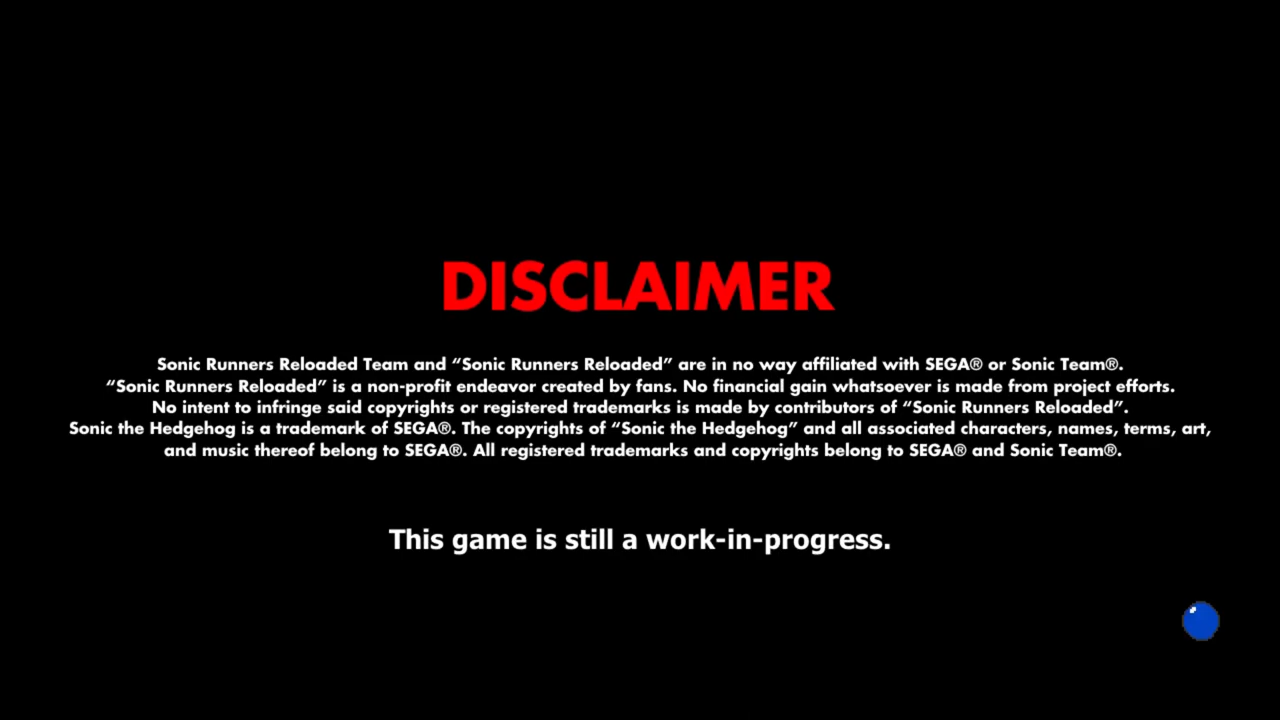 DISCLAIMER
Sonic Runners Reloaded Team and “Sonic Runners Reloaded” are in no way affiliated with SEGA® or Sonic Team®.
“Sonic Runners Reloaded” is a non-profit endeavor created by fans. No financial gain whatsoever is made from project efforts.
No intent to infringe said copyrights or registered trademarks is made by contributors of “Sonic Runners Reloaded”.
Sonic the Hedgehog is a trademark of SEGA®. The copyrights of “Sonic the Hedgehog” and all associated characters, names, terms, art,
and music thereof belong to SEGA®. All registered trademarks and copyrights belong to SEGA® and Sonic Team®.
This game is still a work-in-progress.